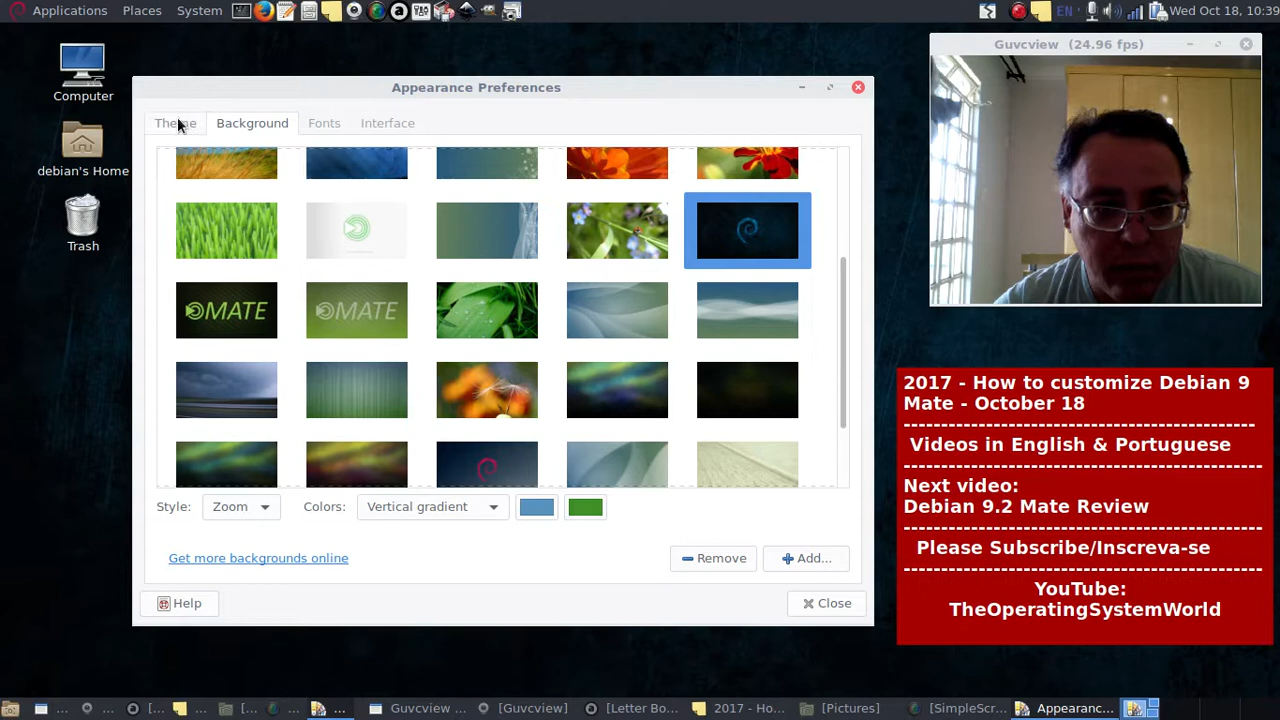 Applications Places System
EN Wed Oct 18, 10:39
Computer
debian's Home
Trash
Appearance Preferences
Theme Background Fonts Interface
MATE MATE
Style: Zoom Colors: Vertical gradient
Get more backgrounds online
Remove Add...
Help Close
Guvcview (24.96 fps)
2017 - How to customize Debian 9
Mate - October 18
-----------------------------------------
Videos in English & Portuguese
-----------------------------------------
Next video:
Debian 9.2 Mate Review
-----------------------------------------
Please Subscribe/Inscreva-se
-----------------------------------------
YouTube:
TheOperatingSystemWorld
... ... [... ... [... ... ... Guvcview ... [Guvcview] [Letter Bo... 2017 - Ho... [Pictures] [SimpleScr... Appearanc...